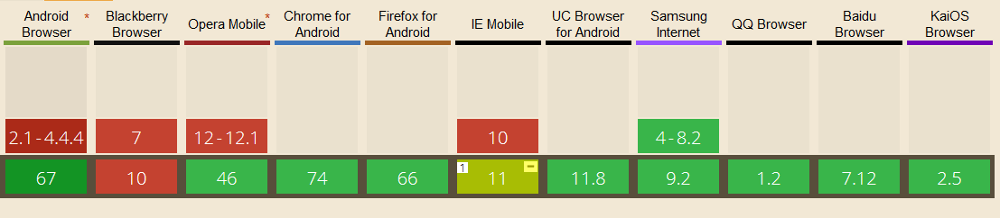 Android * Blackberry Opera Mobile * Chrome for Firefox for IE Mobile UC Browser Samsung QQ Browser Baidu KaiOS
Browser Browser Android Android for Android Internet Browser Browser
2.1-4.4.4 7 12-12.1 10 4-8.2
67 10 46 74 66 1 11 - 11.8 9.2 1.2 7.12 2.5